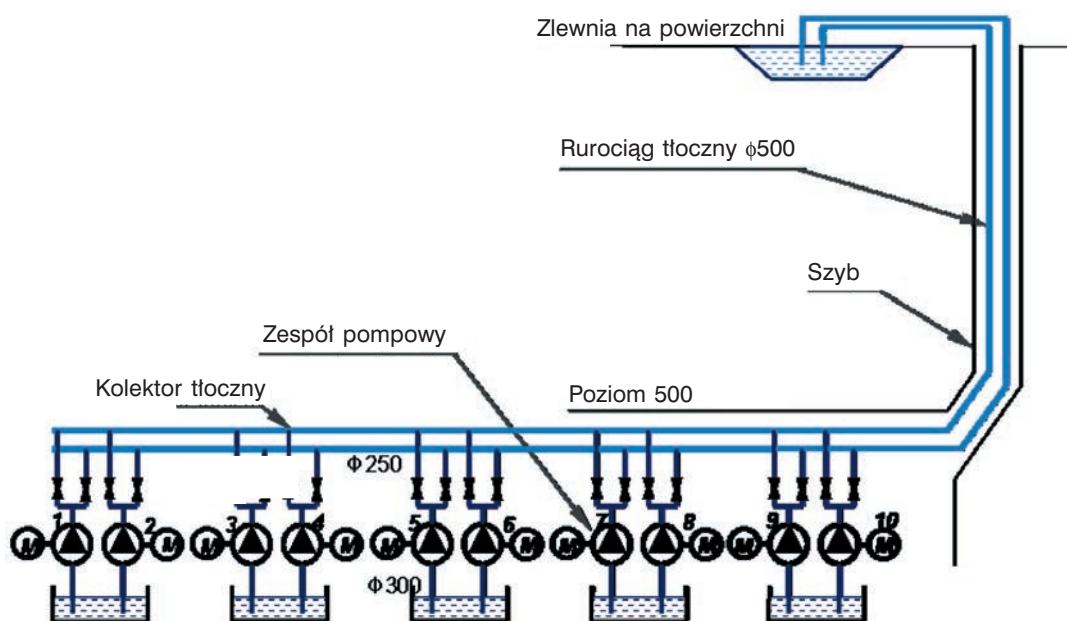 Zlewnia na powierzchni
Rurociąg tłoczny ϕ500
Szyb
Zespół pompowy
Kolektor tłoczny
Poziom 500
Φ250
1 2 3 4 5 6 7 8 9 10
M M M M M M M M M M
Φ300